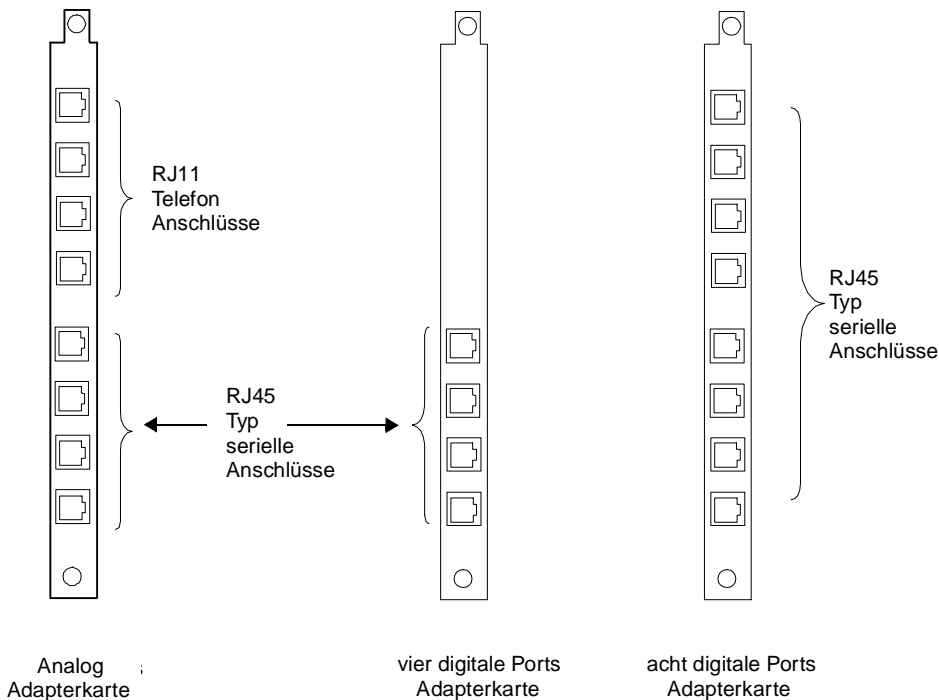 RJ11
Telefon
Anschlüsse
RJ45
Typ
serielle
Anschlüsse
RJ45
Typ
serielle
Anschlüsse
Analog
Adapterkarte
vier digitale Ports
Adapterkarte
acht digitale Ports
Adapterkarte